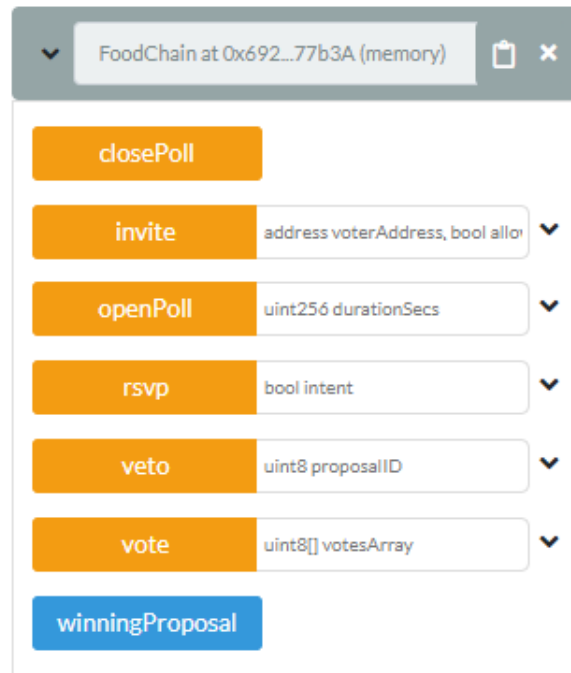 FoodChain at 0x692...77b3A (memory)
closePoll
invite address voterAddress, bool allo
openPoll uint256 durationSecs
rsvp bool intent
veto uint8 proposalID
vote uint8[] votesArray
winningProposal